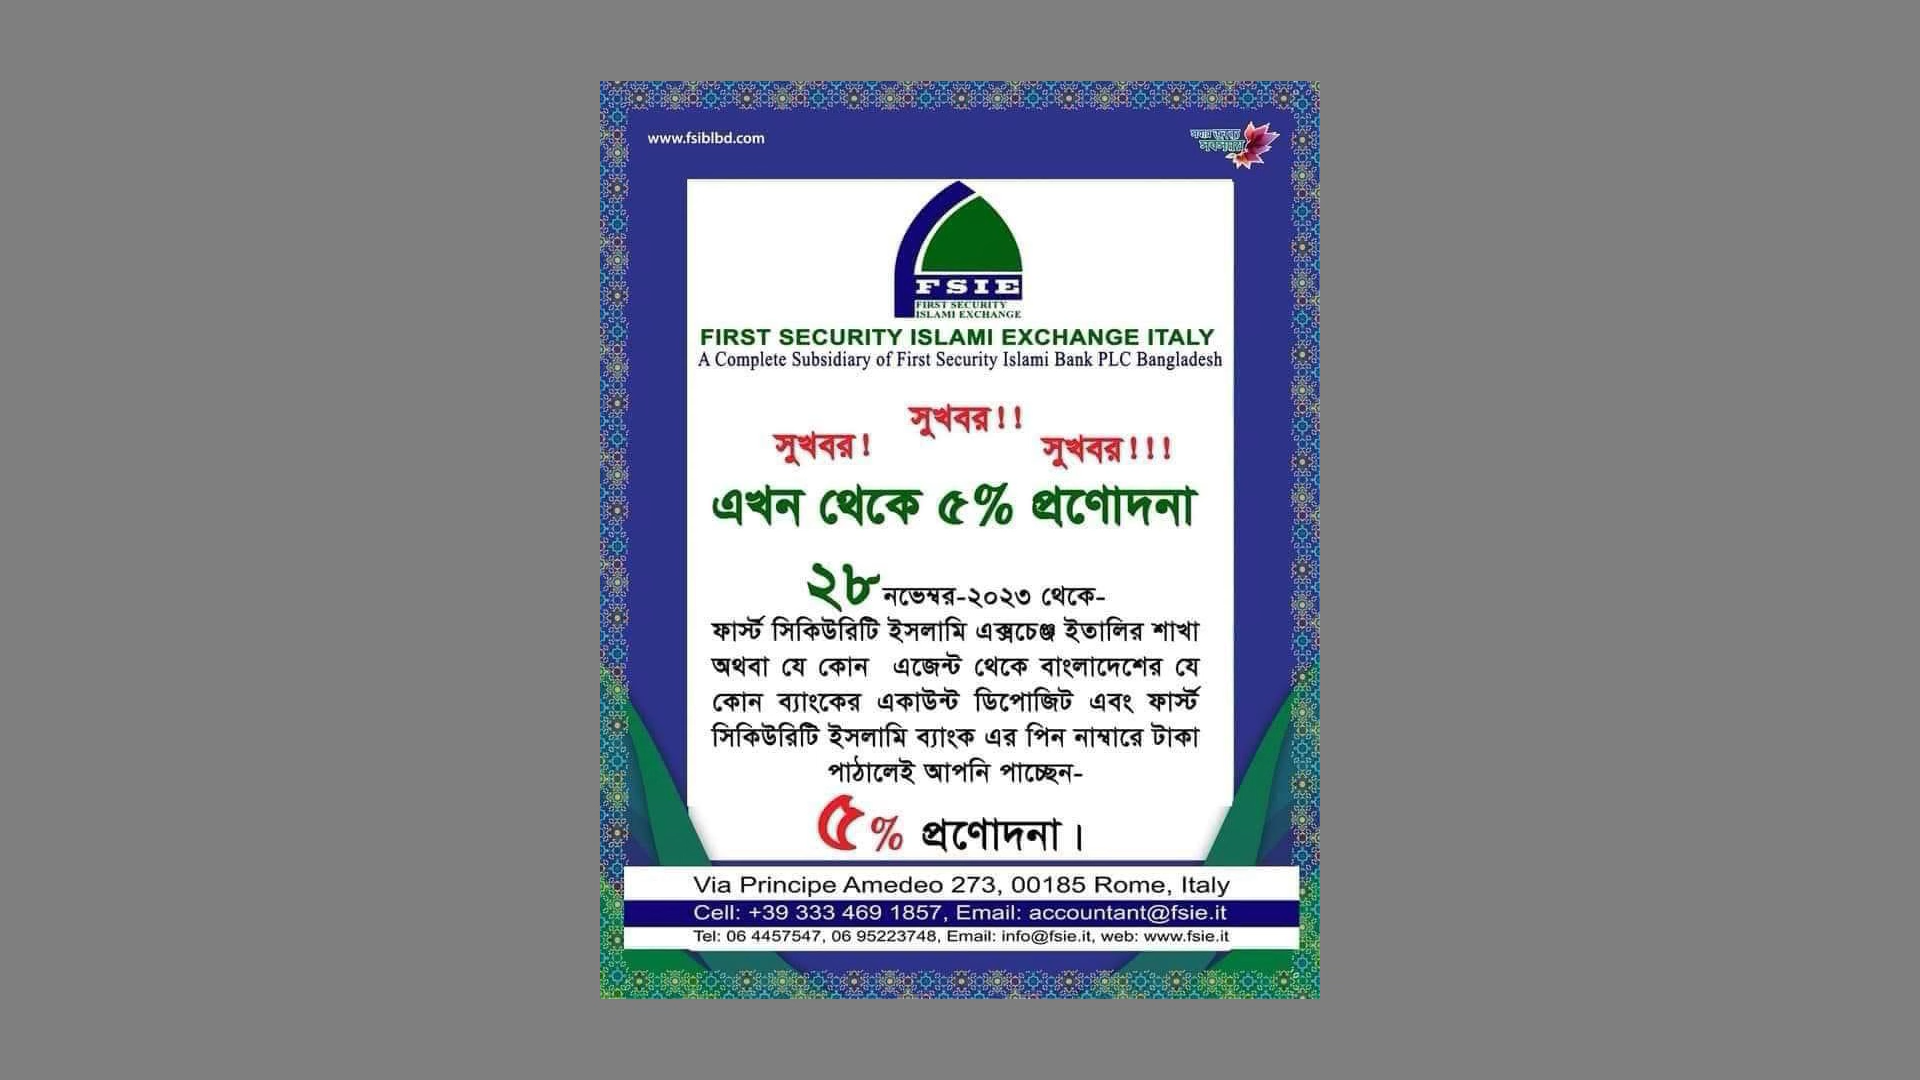 www.fsiblbd.com
সবার জন্যে
সবসময়
FSIE
FIRST SECURITY
ISLAMI EXCHANGE
FIRST SECURITY ISLAMI EXCHANGE ITALY
A Complete Subsidiary of First Security Islami Bank PLC Bangladesh
সুখবর! সুখবর!! সুখবর!!!
এখন থেকে ৫% প্রণোদনা
২৮ নভেম্বর-২০২৩ থেকে-
ফার্স্ট সিকিউরিটি ইসলামি এক্সচেঞ্জ ইতালির শাখা
অথবা যে কোন এজেন্ট থেকে বাংলাদেশের যে
কোন ব্যাংকের একাউন্ট ডিপোজিট এবং ফার্স্ট
সিকিউরিটি ইসলামি ব্যাংক এর পিন নাম্বারে টাকা
পাঠালেই আপনি পাচ্ছেন-
৫% প্রণোদনা।
Via Principe Amedeo 273, 00185 Rome, Italy
Cell: +39 333 469 1857, Email: accountant@fsie.it
Tel: 06 4457547, 06 95223748, Email: info@fsie.it, web: www.fsie.it